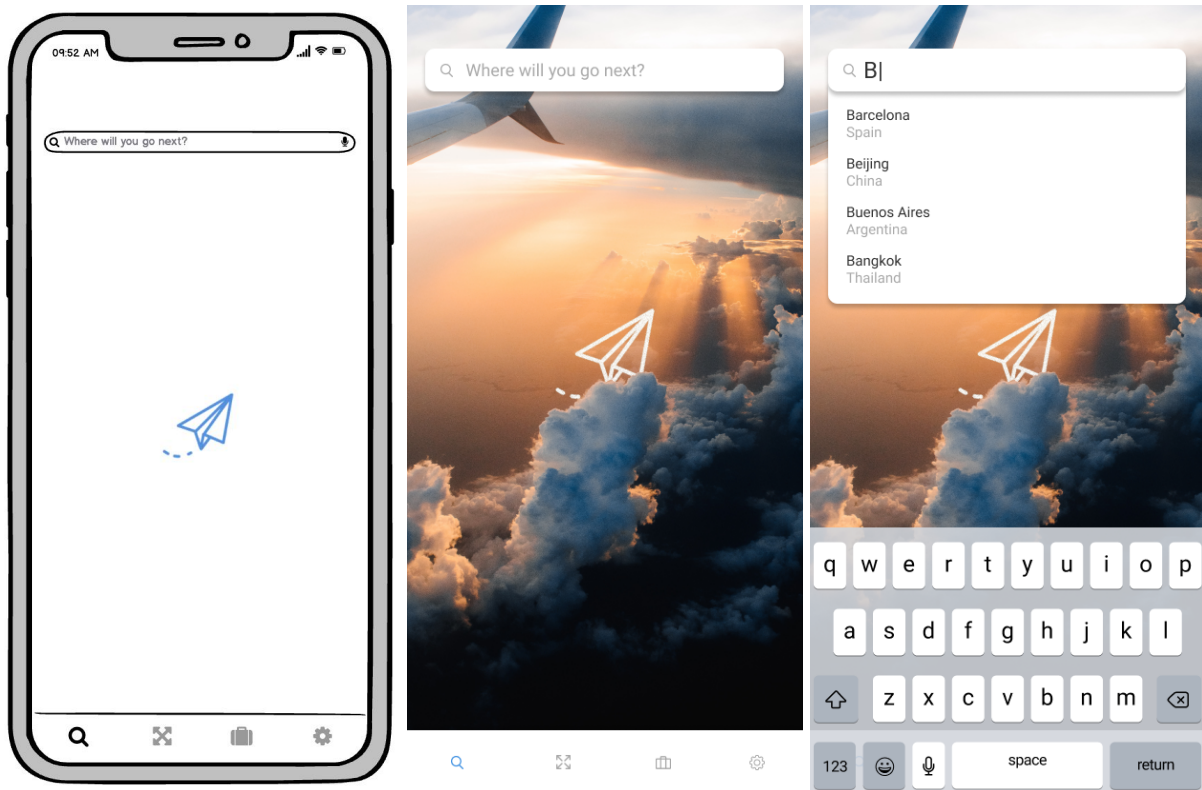 09:52 AM
Where will you go next?
Where will you go next?
B
Barcelona
Spain
Beijing
China
Buenos Aires
Argentina
Bangkok
Thailand
q w e r t y u i o p
a s d f g h j k l
z x c v b n m
123 space return